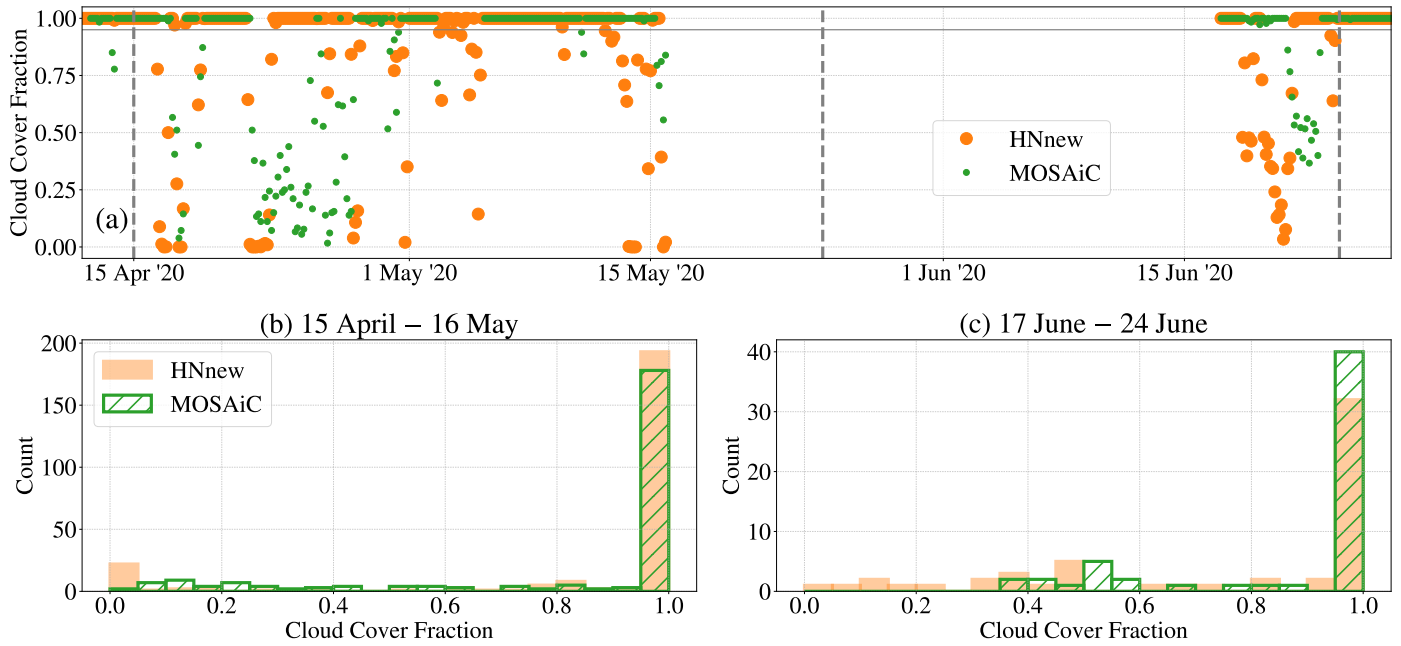 Cloud Cover Fraction
1.00
0.75
0.50
0.25
0.00
(a)
HNnew
MOSAiC
15 Apr '20
1 May '20
15 May '20
1 Jun '20
15 Jun '20
(b) 15 April – 16 May
Count
200
150
100
50
0
HNnew
MOSAiC
0.0 0.2 0.4 0.6 0.8 1.0
Cloud Cover Fraction
(c) 17 June – 24 June
Count
40
30
20
10
0
0.0 0.2 0.4 0.6 0.8 1.0
Cloud Cover Fraction